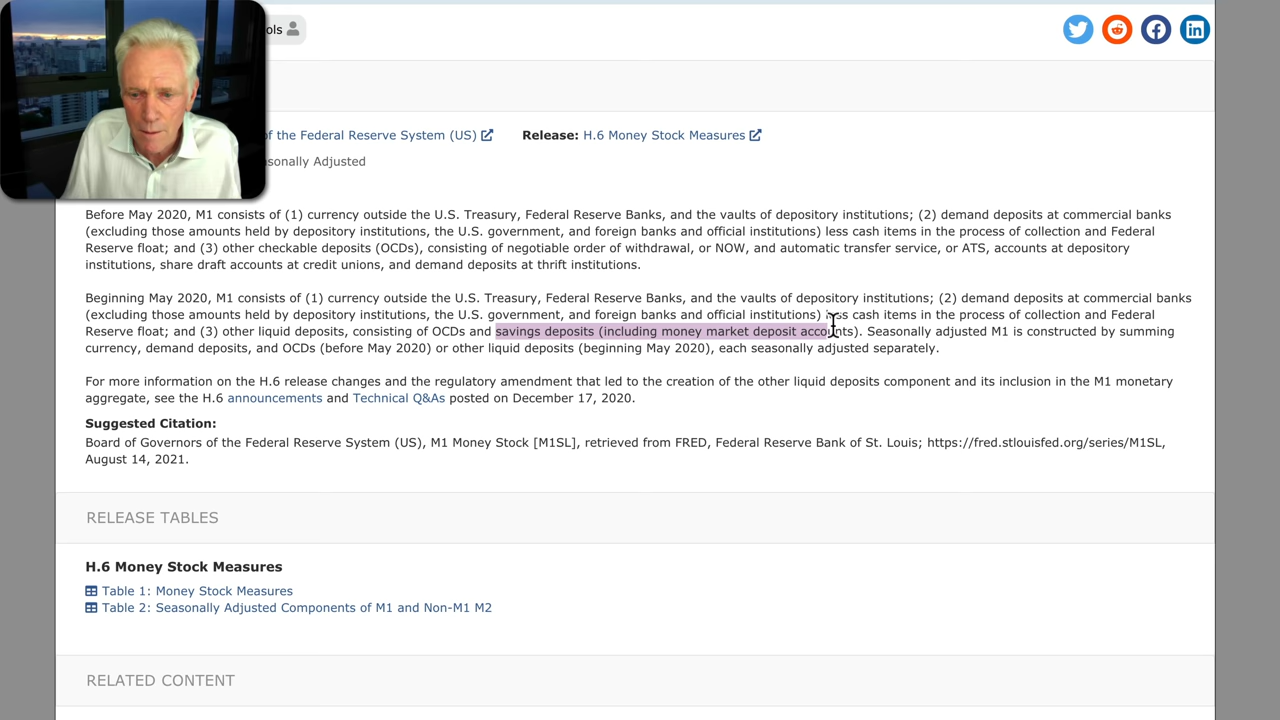 ols
of the Federal Reserve System (US) Release: H.6 Money Stock Measures
sonally Adjusted
Before May 2020, M1 consists of (1) currency outside the U.S. Treasury, Federal Reserve Banks, and the vaults of depository institutions; (2) demand deposits at commercial banks
(excluding those amounts held by depository institutions, the U.S. government, and foreign banks and official institutions) less cash items in the process of collection and Federal
Reserve float; and (3) other checkable deposits (OCDs), consisting of negotiable order of withdrawal, or NOW, and automatic transfer service, or ATS, accounts at depository
institutions, share draft accounts at credit unions, and demand deposits at thrift institutions.
Beginning May 2020, M1 consists of (1) currency outside the U.S. Treasury, Federal Reserve Banks, and the vaults of depository institutions; (2) demand deposits at commercial banks
(excluding those amounts held by depository institutions, the U.S. government, and foreign banks and official institutions) less cash items in the process of collection and Federal
Reserve float; and (3) other liquid deposits, consisting of OCDs and savings deposits (including money market deposit accounts). Seasonally adjusted M1 is constructed by summing
currency, demand deposits, and OCDs (before May 2020) or other liquid deposits (beginning May 2020), each seasonally adjusted separately.
For more information on the H.6 release changes and the regulatory amendment that led to the creation of the other liquid deposits component and its inclusion in the M1 monetary
aggregate, see the H.6 announcements and Technical Q&As posted on December 17, 2020.
Suggested Citation:
Board of Governors of the Federal Reserve System (US), M1 Money Stock [M1SL], retrieved from FRED, Federal Reserve Bank of St. Louis; https://fred.stlouisfed.org/series/M1SL,
August 14, 2021.
RELEASE TABLES
H.6 Money Stock Measures
Table 1: Money Stock Measures
Table 2: Seasonally Adjusted Components of M1 and Non-M1 M2
RELATED CONTENT